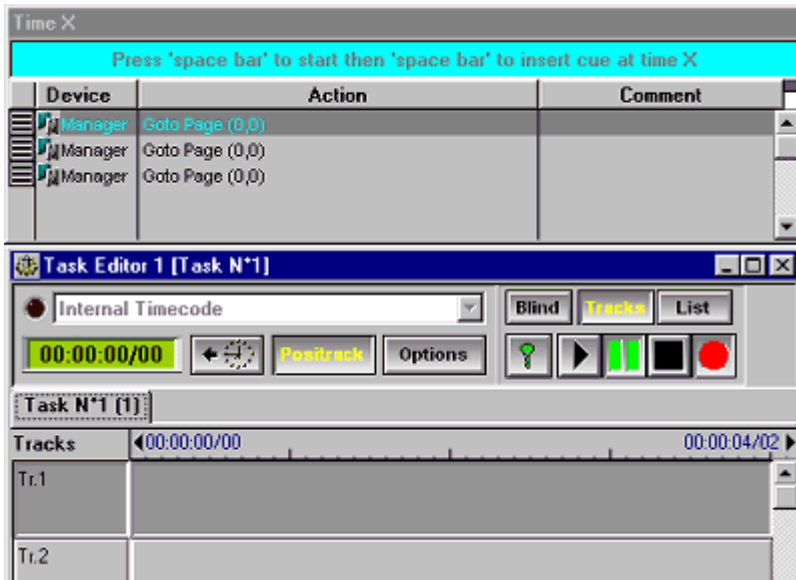 Time X
Press 'space bar' to start then 'space bar' to insert cue at time X
Device Action Comment
Manager Goto Page (0,0)
Manager Goto Page (0,0)
Manager Goto Page (0,0)
Task Editor 1 [Task N°1]
Internal Timecode Blind Tracks List
00:00:00/00 Positrack Options
Task N°1 (1)
Tracks 00:00:00/00 00:00:04/02
Tr.1
Tr.2